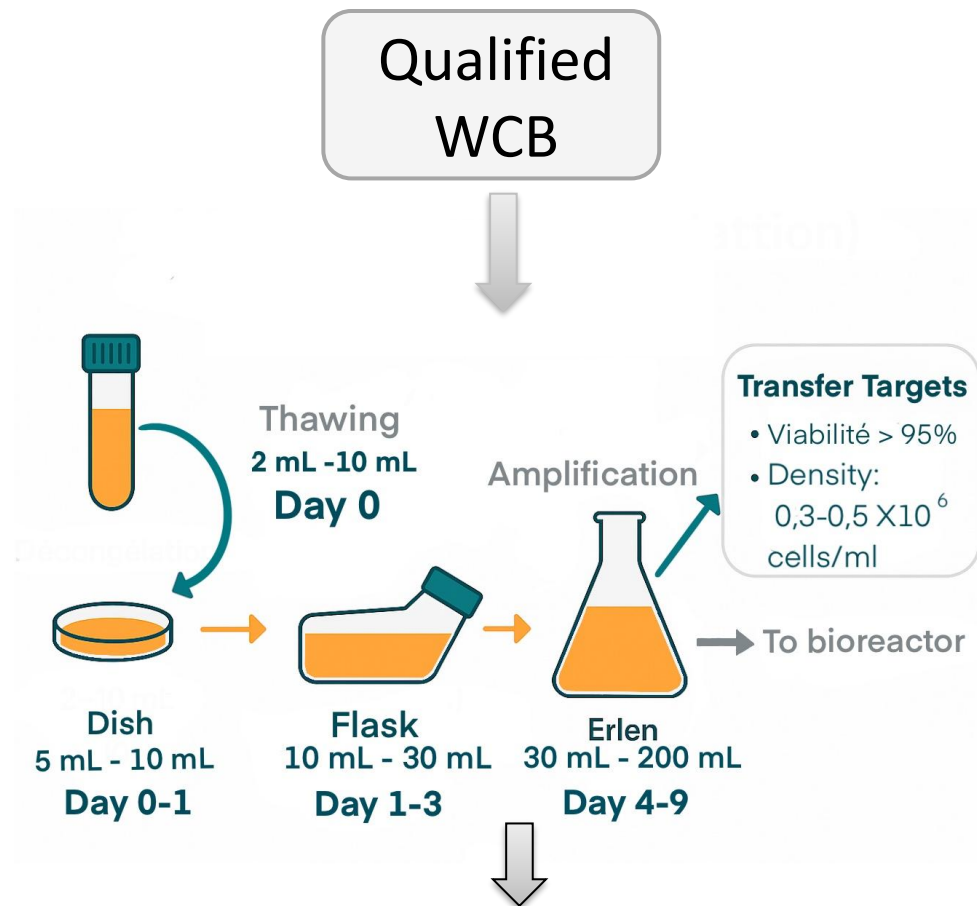 Qualified
WCB
Thawing
2 mL -10 mL
Day 0
Amplification
Transfer Targets
• Viabilité > 95%
• Density:
0,3-0,5 X10⁶
cells/ml
To bioreactor
Dish
5 mL - 10 mL
Day 0-1
Flask
10 mL - 30 mL
Day 1-3
Erlen
30 mL - 200 mL
Day 4-9